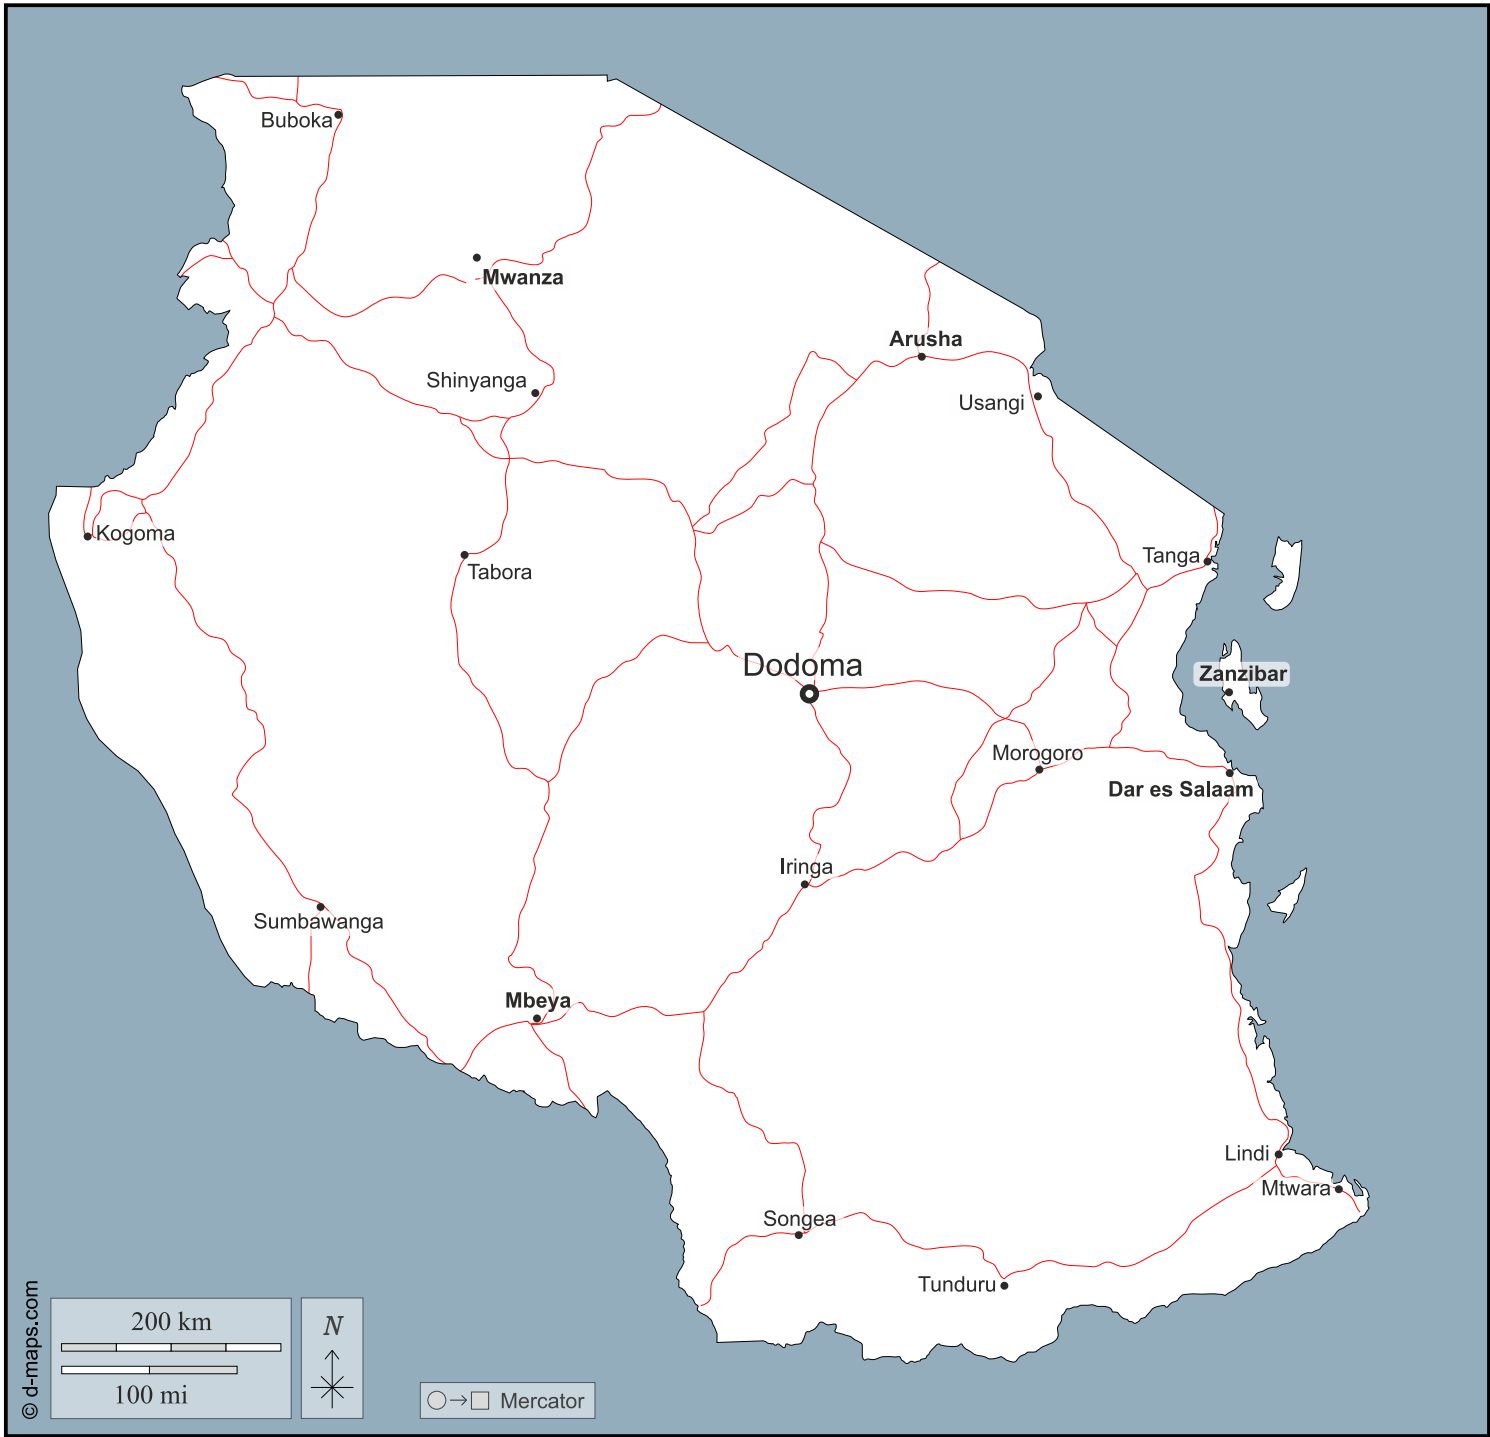 Buboka
Mwanza
Arusha
Shinyanga
Usangi
Kogoma
Tabora
Tanga
Dodoma
Zanzibar
Morogoro
Dar es Salaam
Iringa
Sumbawanga
Mbeya
Lindi
Mtwara
Songea
Tunduru
© d-maps.com
200 km
100 mi
N
Mercator